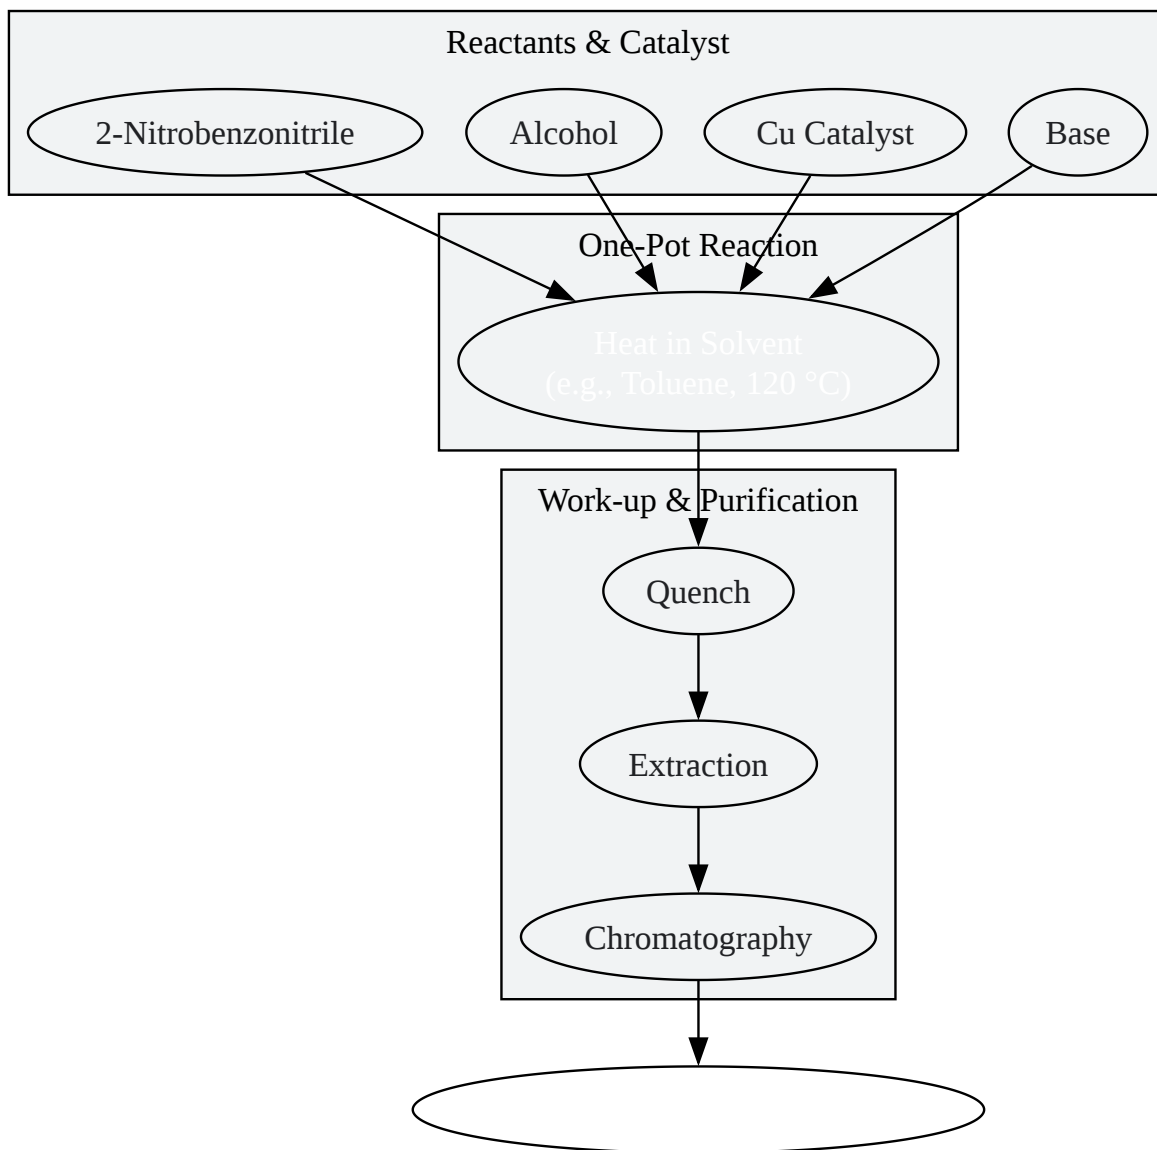 Reactants & Catalyst
2-Nitrobenzonitrile
Alcohol
Cu Catalyst
Base
One-Pot Reaction
Heat in Solvent
(e.g., Toluene, 120 °C)
Work-up & Purification
Quench
Extraction
Chromatography